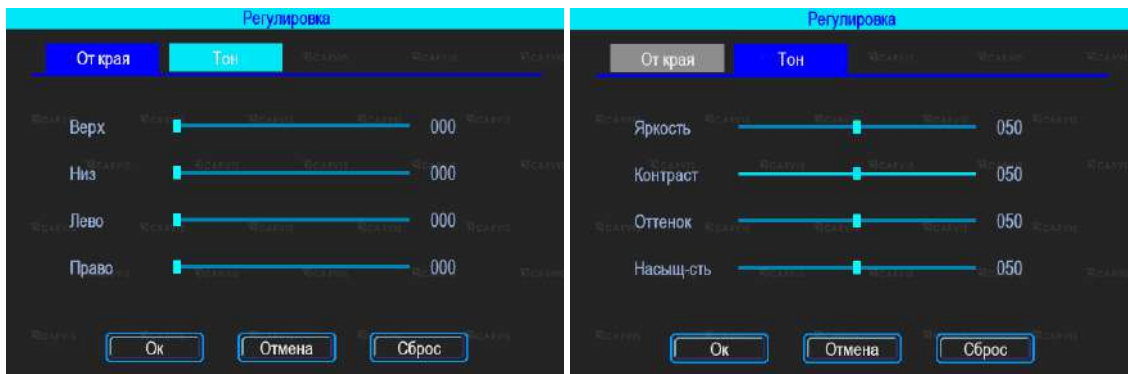 Регулировка
От края Тон
Верх 000
Низ 000
Лево 000
Право 000
Ок Отмена Сброс
Регулировка
От края Тон
Яркость 050
Контраст 050
Оттенок 050
Насыщ-сть 050
Ок Отмена Сброс